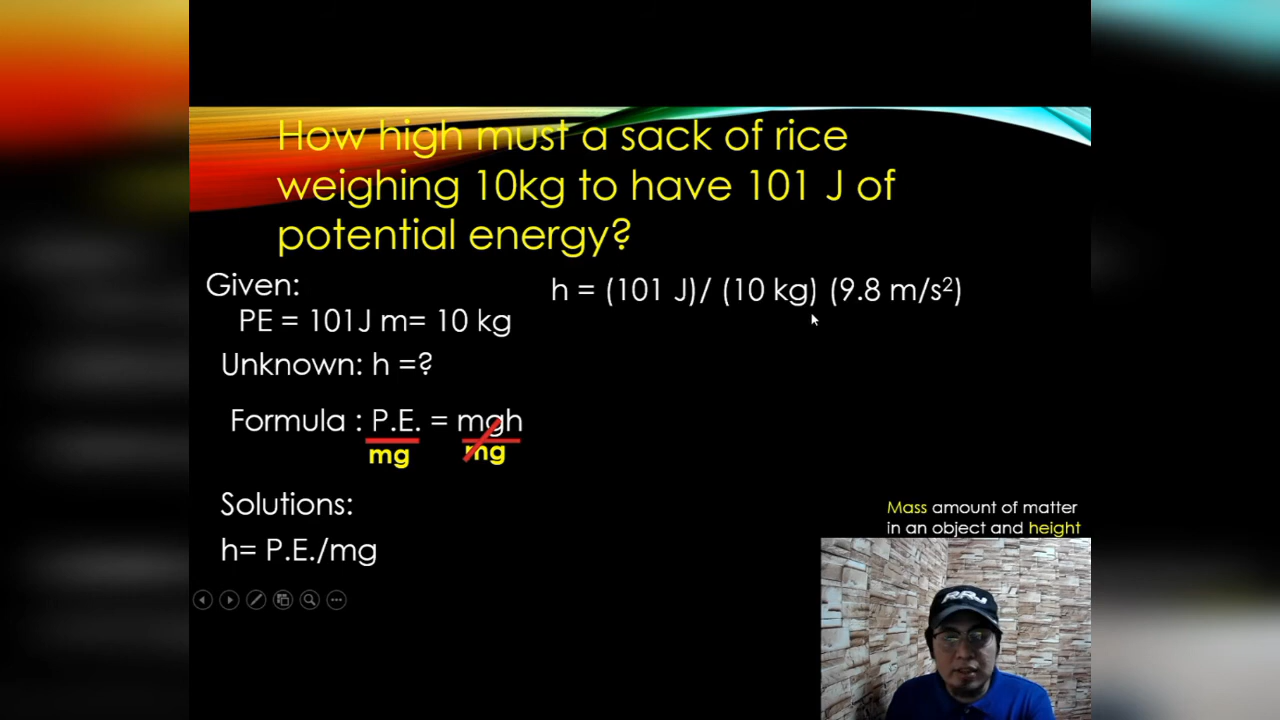 How high must a sack of rice
weighing 10kg to have 101 J of
potential energy?
Given:
PE = 101J m= 10 kg
Unknown: h =?
Formula : P.E. = mgh
mg mg
Solutions:
h= P.E./mg
h = (101 J)/ (10 kg) (9.8 m/s²)
Mass amount of matter
in an object and height
RRJ